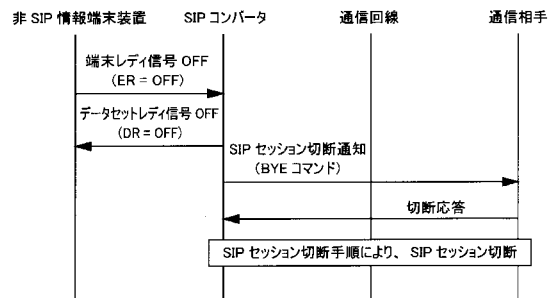 非 SIP 情報端末装置
SIP コンバータ
通信回線
通信相手
端末レディ信号 OFF
(ER = OFF)
データセットレディ信号 OFF
(DR = OFF)
SIP セッション切断通知
(BYE コマンド)
切断応答
SIP セッション切断手順により、 SIP セッション切断